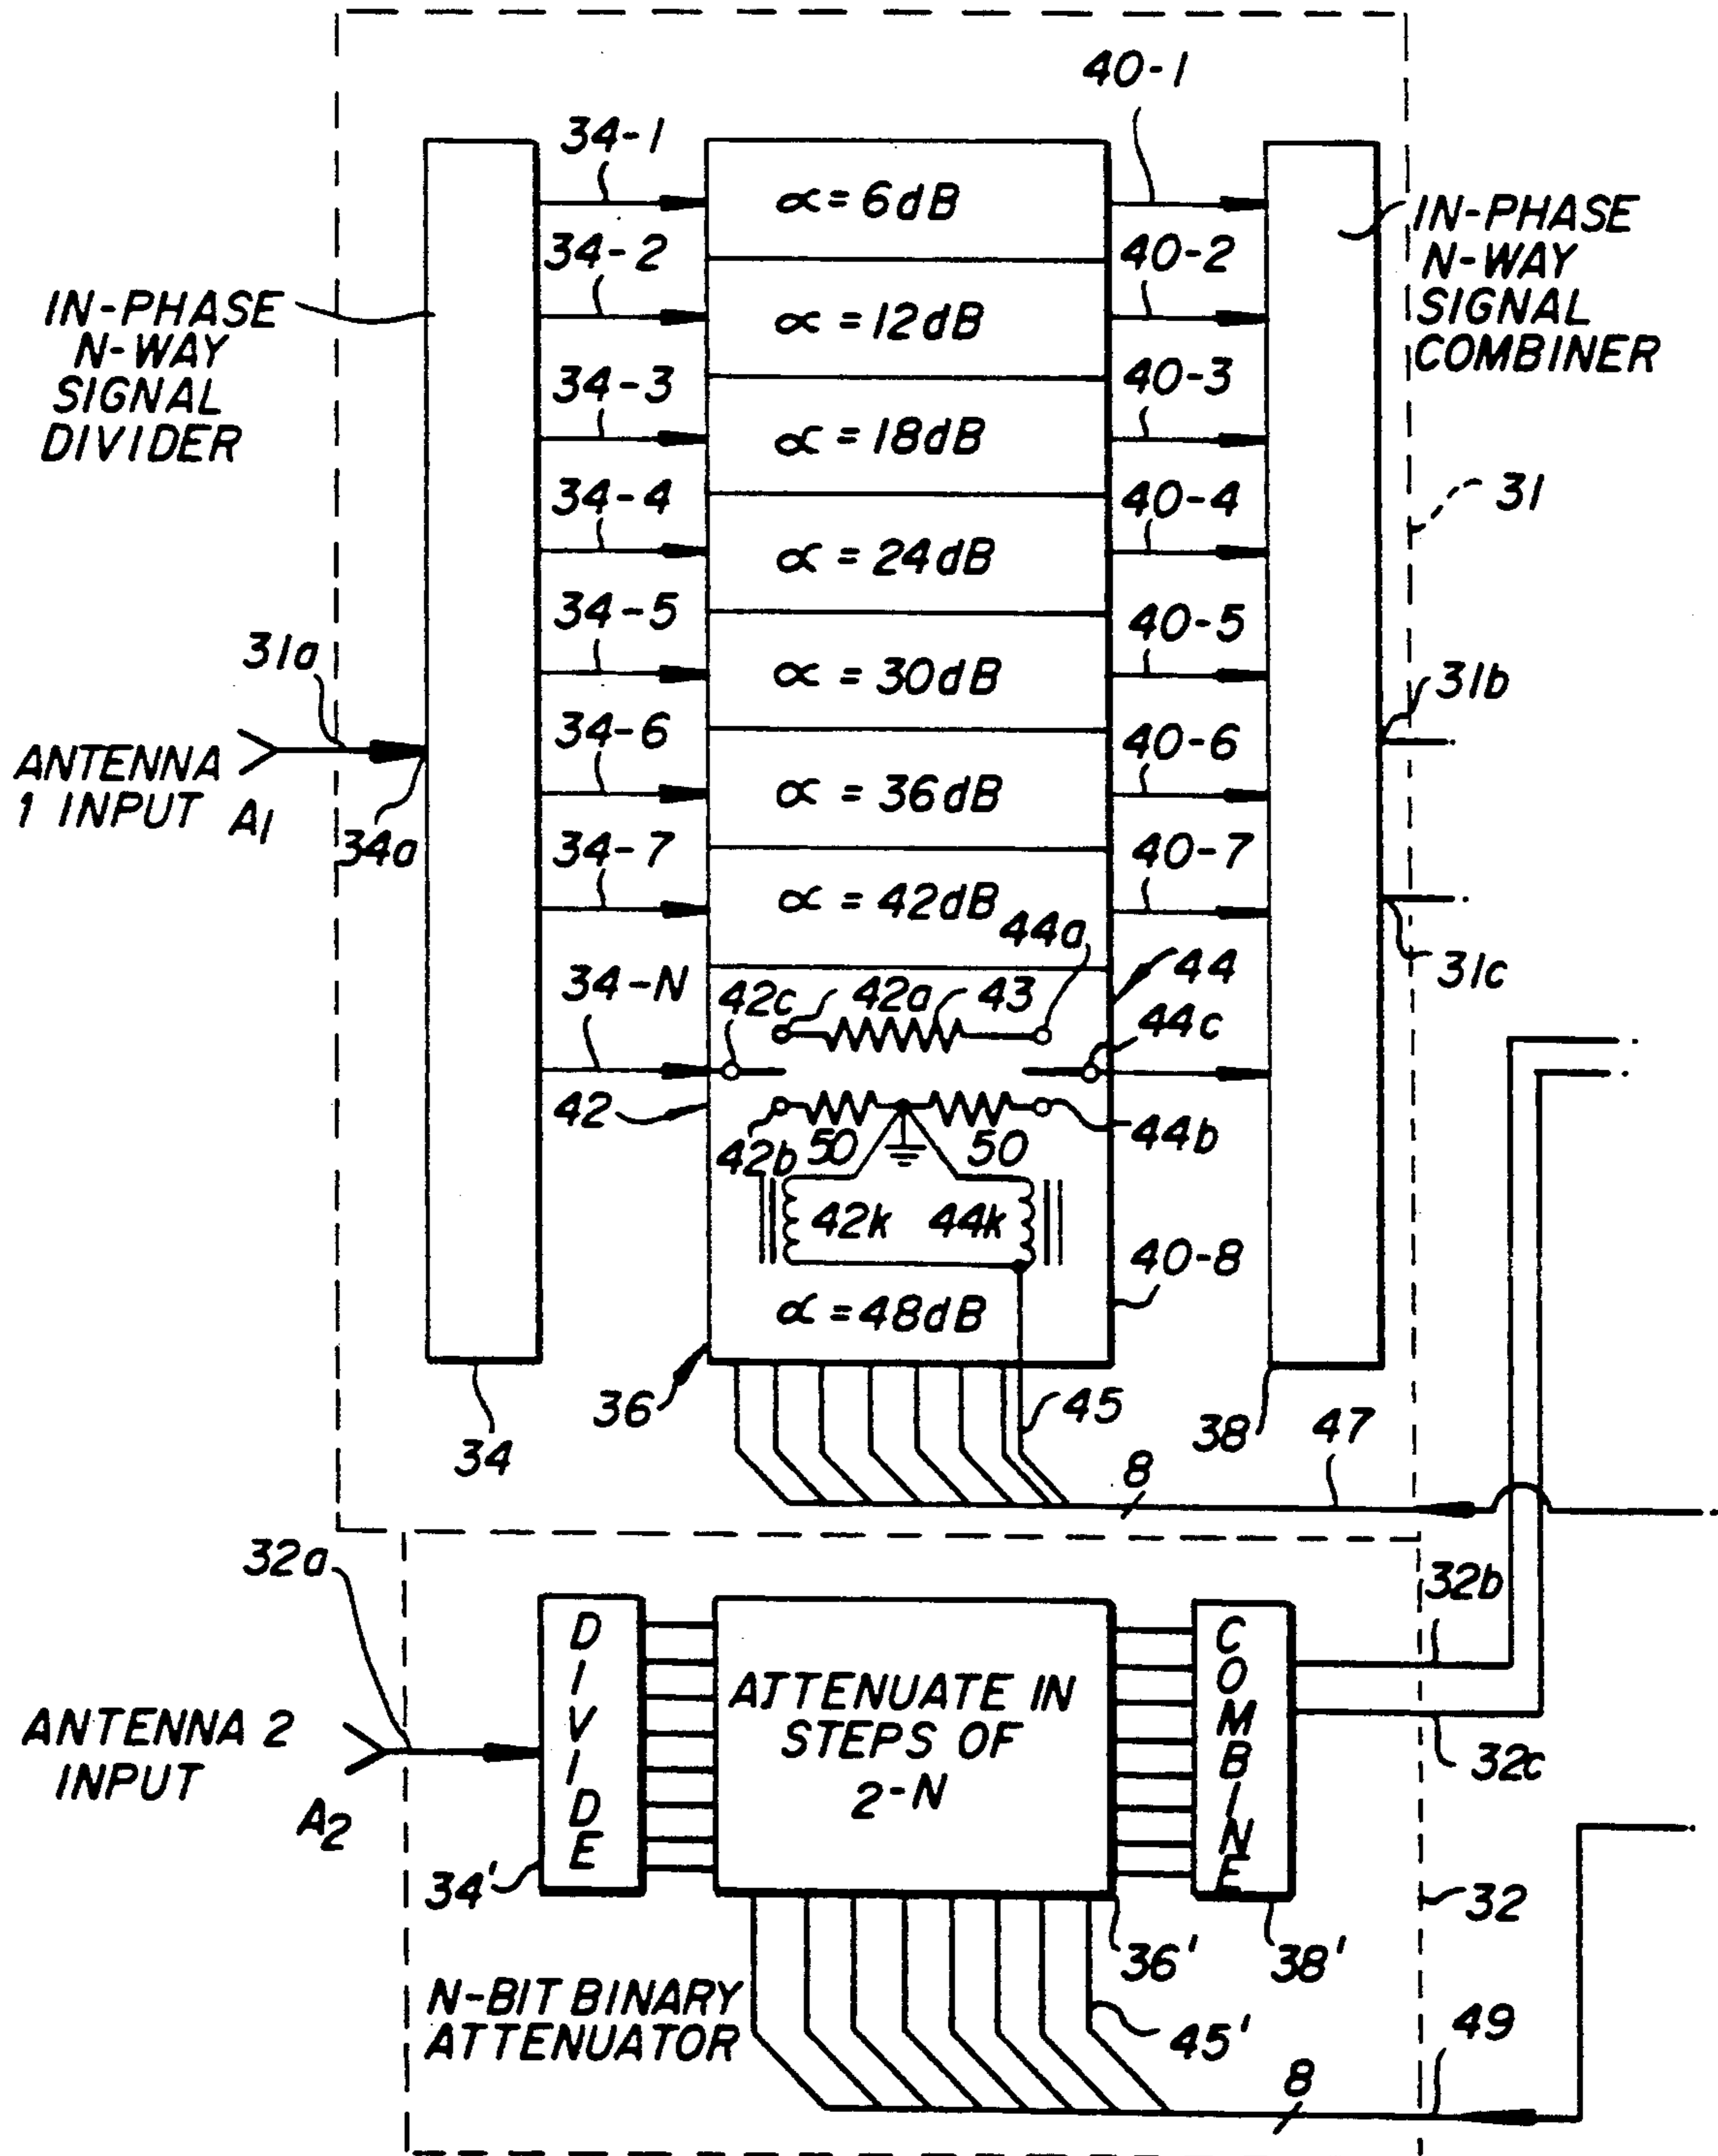 40-1
34-1
α = 6dB
IN-PHASE
N-WAY
SIGNAL
COMBINER
34-2
40-2
IN-PHASE
N-WAY
SIGNAL
DIVIDER
α = 12dB
34-3
40-3
α = 18dB
34-4
40-4
31
α = 24dB
34-5
40-5
31a
α = 30dB
31b
34-6
40-6
ANTENNA
1 INPUT A1
34a
α = 36dB
34-7
40-7
α = 42dB
44a
44
31c
34-N
42c
42a
43
44c
42
42b
50
50
44b
42k
44k
40-8
α = 48dB
36
45
34
38
47
8
32a
32b
DIVIDE
ATTENUATE IN
STEPS OF
2-N
COMBINE
ANTENNA 2
INPUT
A2
32c
34'
32
36'
38'
N-BIT BINARY
ATTENUATOR
45'
49
8